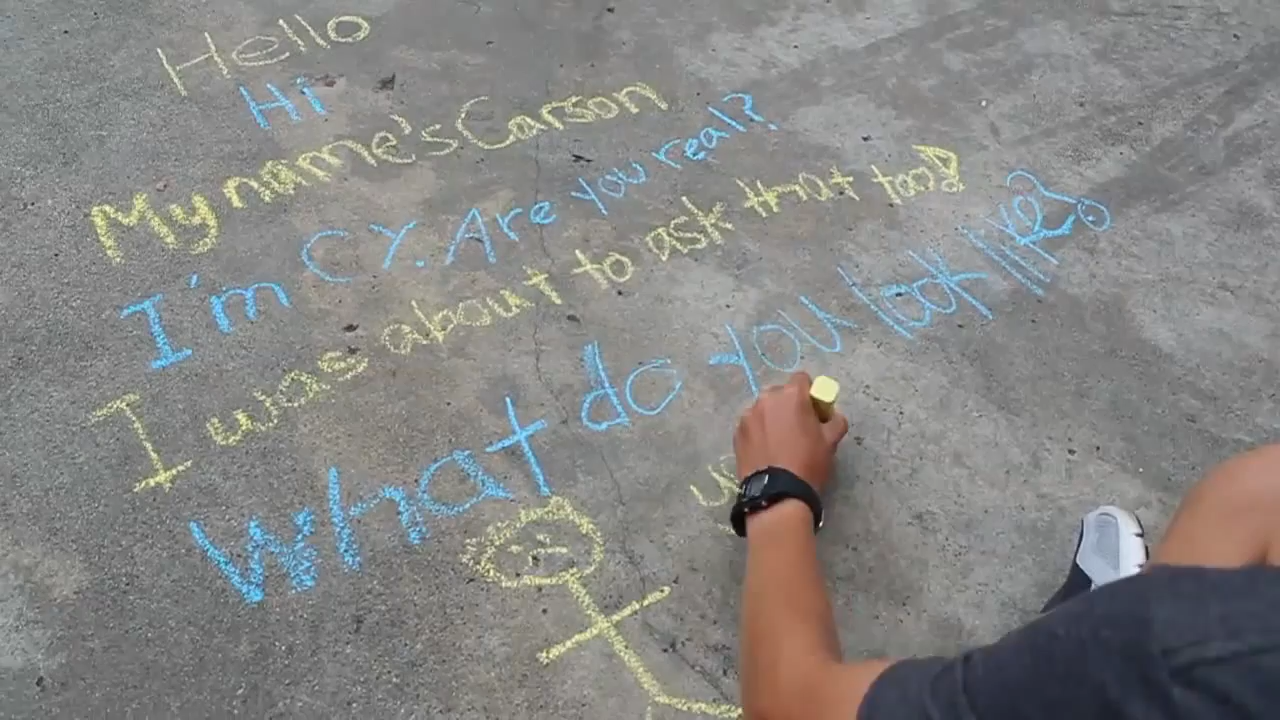 Hello
Hi
My name's Carson
I'm CY. Are you real?
I was about to ask that too!
What do you look like?